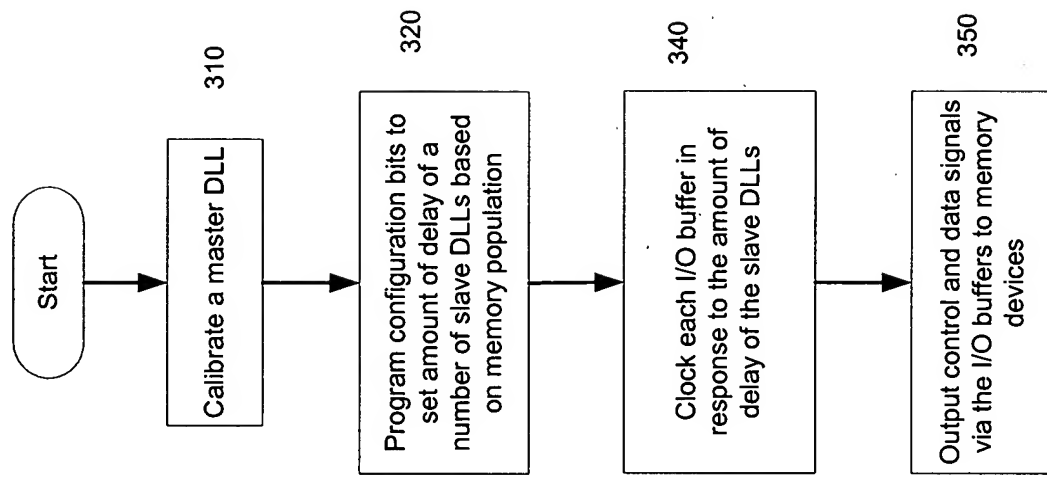 Start
Calibrate a master DLL
310
Program configuration bits to
set amount of delay of a
number of slave DLLs based
on memory population
320
Clock each I/O buffer in
response to the amount of
delay of the slave DLLs
340
Output control and data signals
via the I/O buffers to memory
devices
350